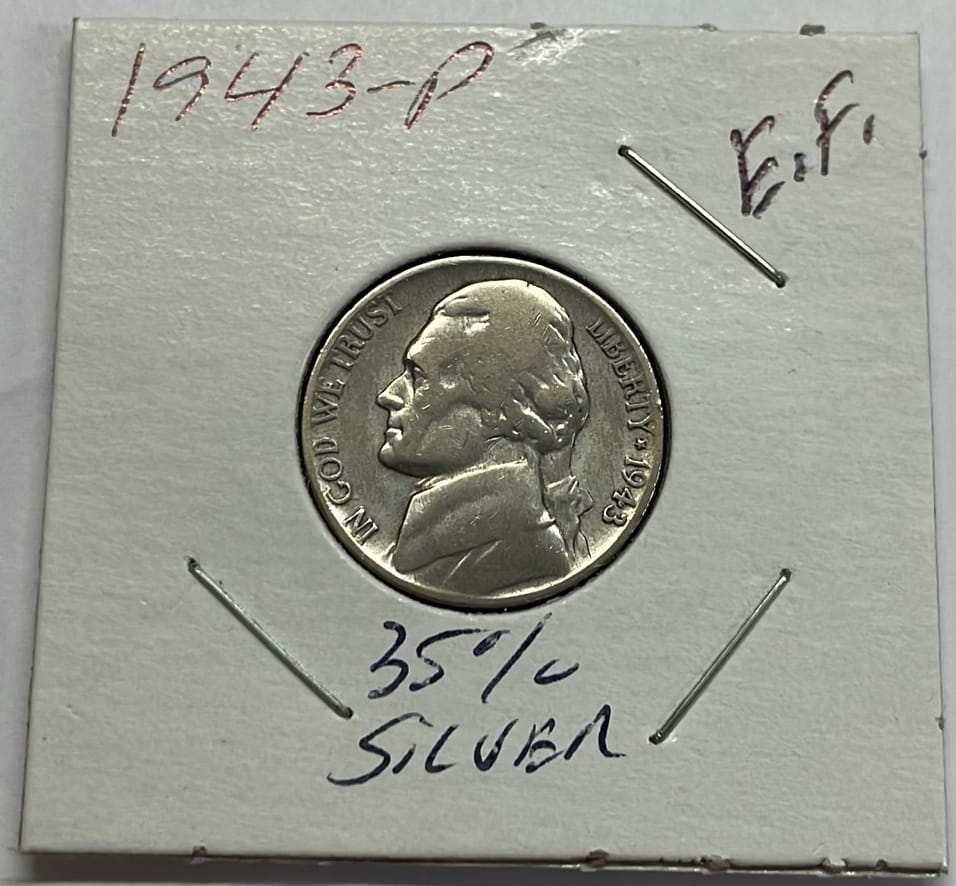 1943-P
E.F.
IN GOD WE TRUST
LIBERTY ★ 1943
35%
SILVER